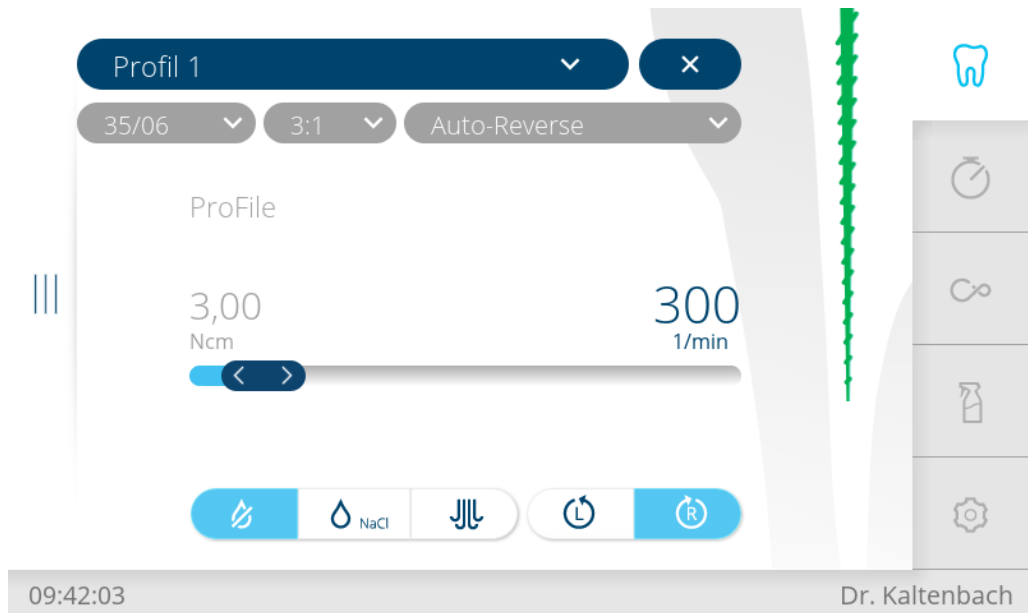 Profil 1
35/06 3:1 Auto-Reverse
ProFile
3,00 300
Ncm 1/min
NaCl L R
09:42:03 Dr. Kaltenbach